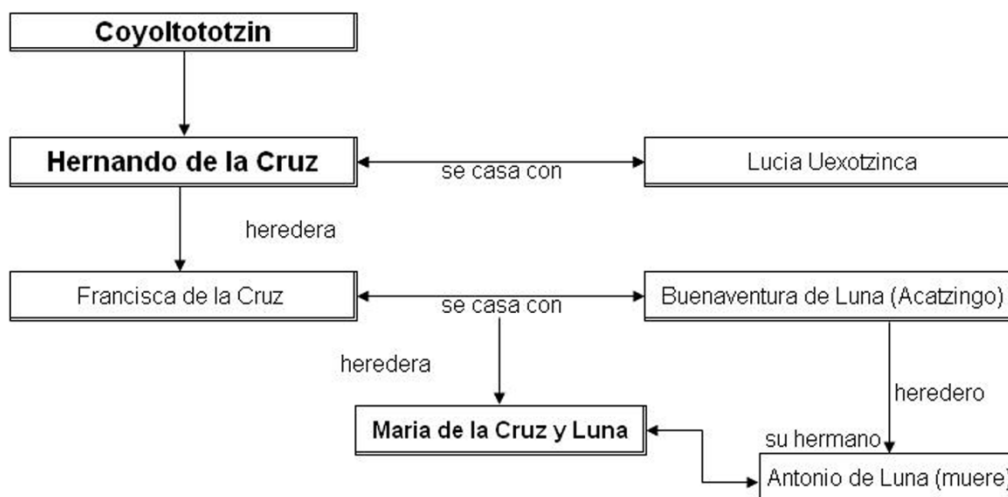 Coyoltototzin
Hernando de la Cruz
se casa con
Lucia Uexotzinca
heredera
Francisca de la Cruz
se casa con
Buenaventura de Luna (Acatzingo)
heredera
heredero
Maria de la Cruz y Luna
su hermano
Antonio de Luna (muere)